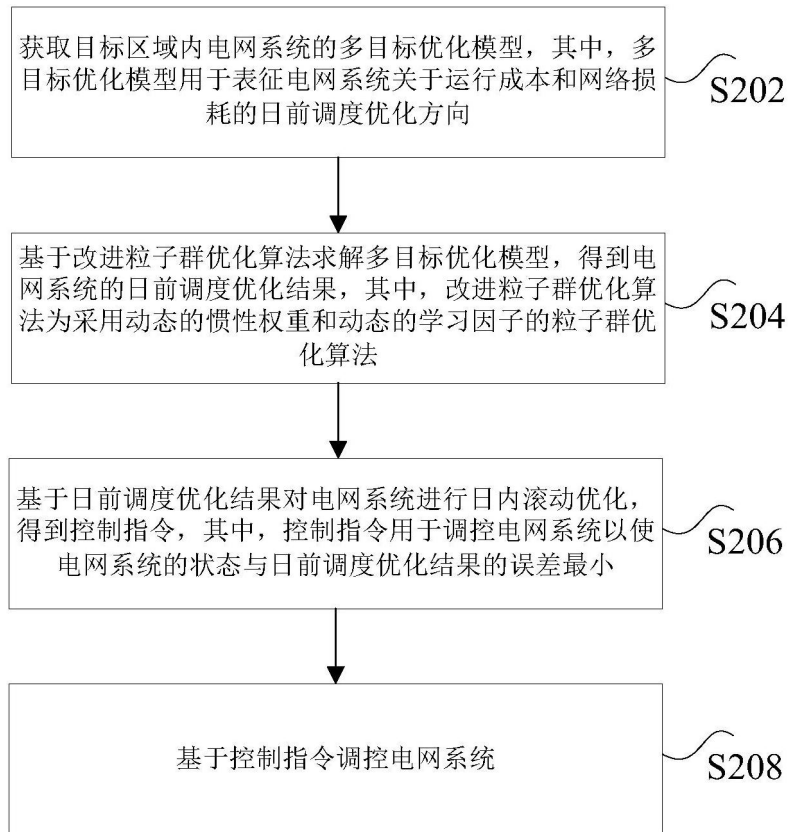 获取目标区域内电网系统的多目标优化模型，其中，多
目标优化模型用于表征电网系统关于运行成本和网络损
耗的日前调度优化方向
S202
基于改进粒子群优化算法求解多目标优化模型，得到电
网系统的日前调度优化结果，其中，改进粒子群优化算
法为采用动态的惯性权重和动态的学习因子的粒子群优
化算法
S204
基于日前调度优化结果对电网系统进行日内滚动优化，
得到控制指令，其中，控制指令用于调控电网系统以使
电网系统的状态与日前调度优化结果的误差最小
S206
基于控制指令调控电网系统
S208